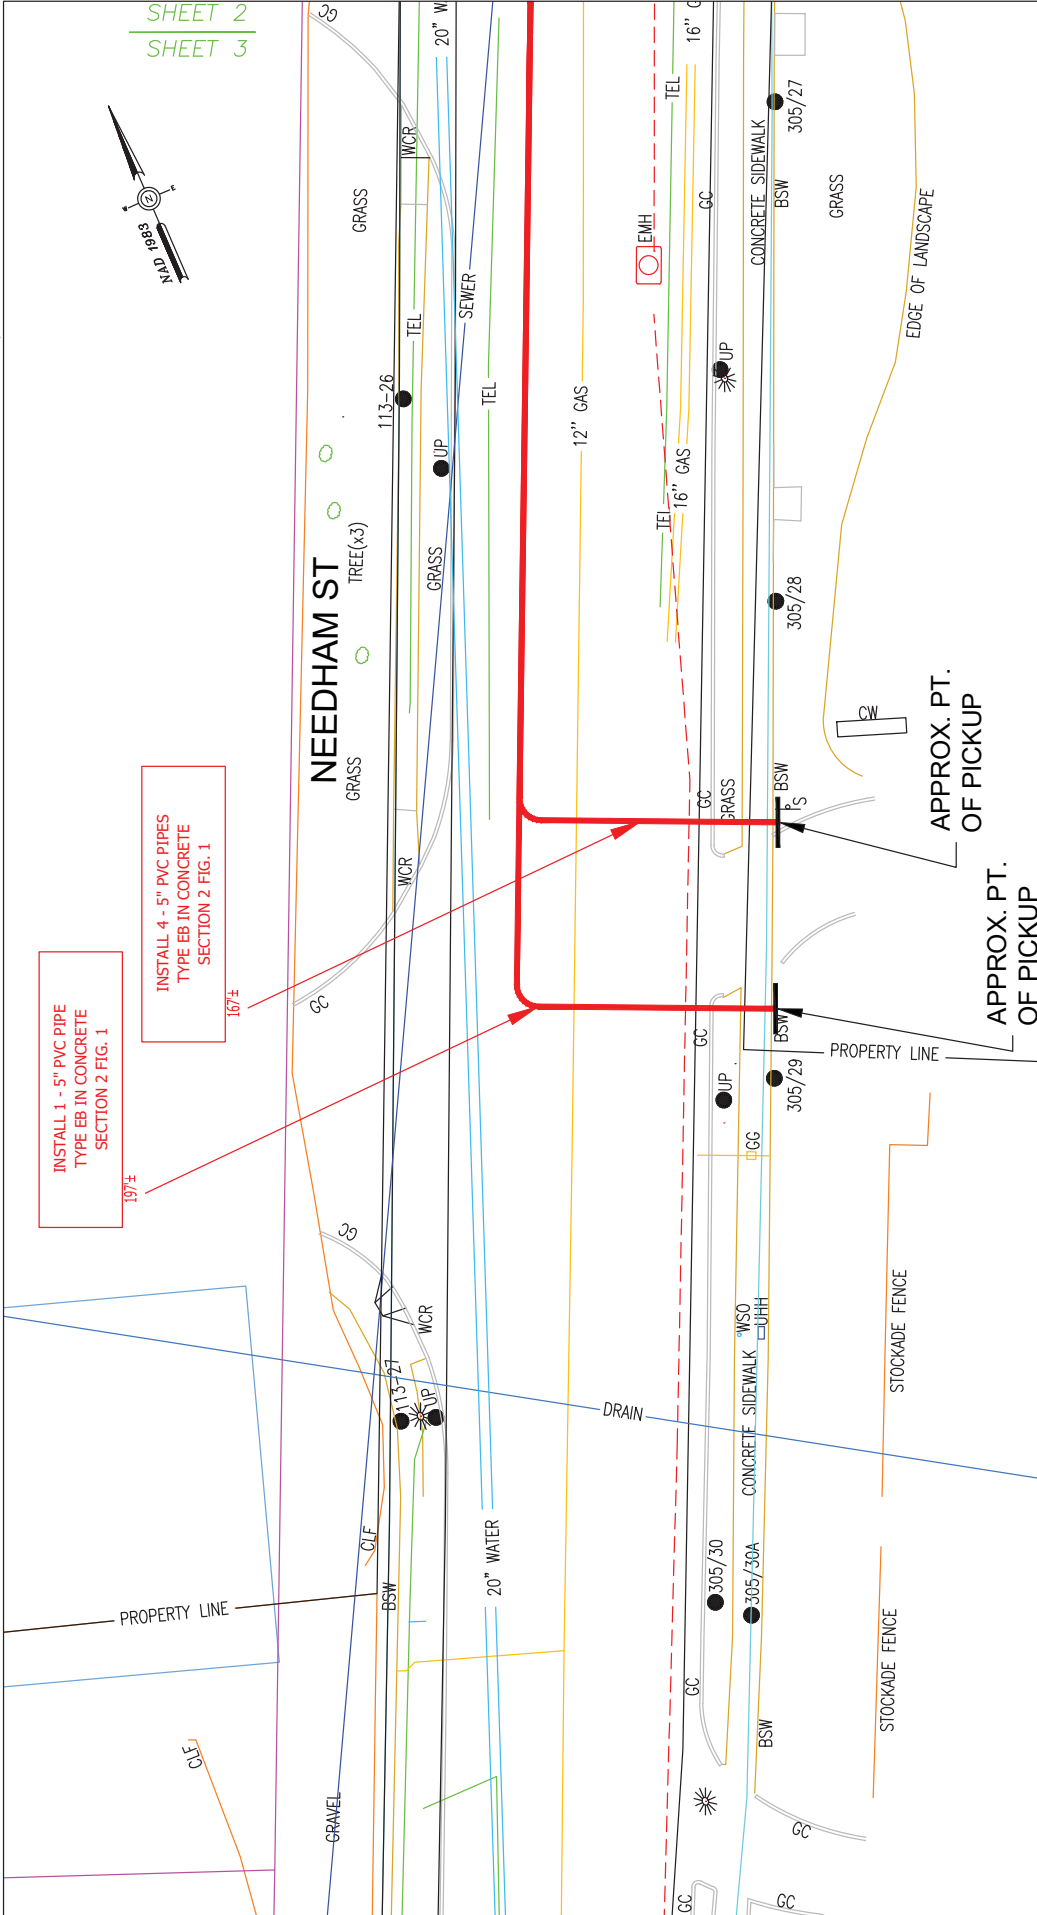 SHEET 2
SHEET 3
GC
20" W
16" G
NAD 1983
N
E
WCR
GRASS
TEL
305/27
CONCRETE SIDEWALK
BSW
GC
GRASS
EMH
EDGE OF LANDSCAPE
SEWER
TEL
113-26
TEL
12" GAS
UP
UP
16" GAS
TEL
TREE(x3)
GRASS
NEEDHAM ST
305/28
GRASS
CW
APPROX. PT.
OF PICKUP
BSW
GC
GRASS
S
INSTALL 4 - 5" PVC PIPES
TYPE EB IN CONCRETE
SECTION 2 FIG. 1
167'±
WCR
GC
APPROX. PT.
OF PICKUP
BSW
GC
PROPERTY LINE
INSTALL 1 - 5" PVC PIPE
TYPE EB IN CONCRETE
SECTION 2 FIG. 1
197'±
UP
305/29
GG
GC
WCR
WSO
UHH
STOCKADE FENCE
113-27
UP
DRAIN
CONCRETE SIDEWALK
CLF
20" WATER
305/30
305/30A
BSW
PROPERTY LINE
STOCKADE FENCE
GC
BSW
CLF
GRAVEL
GC
GC
GC